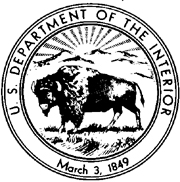 U. S. DEPARTMENT OF THE INTERIOR
March 3, 1849